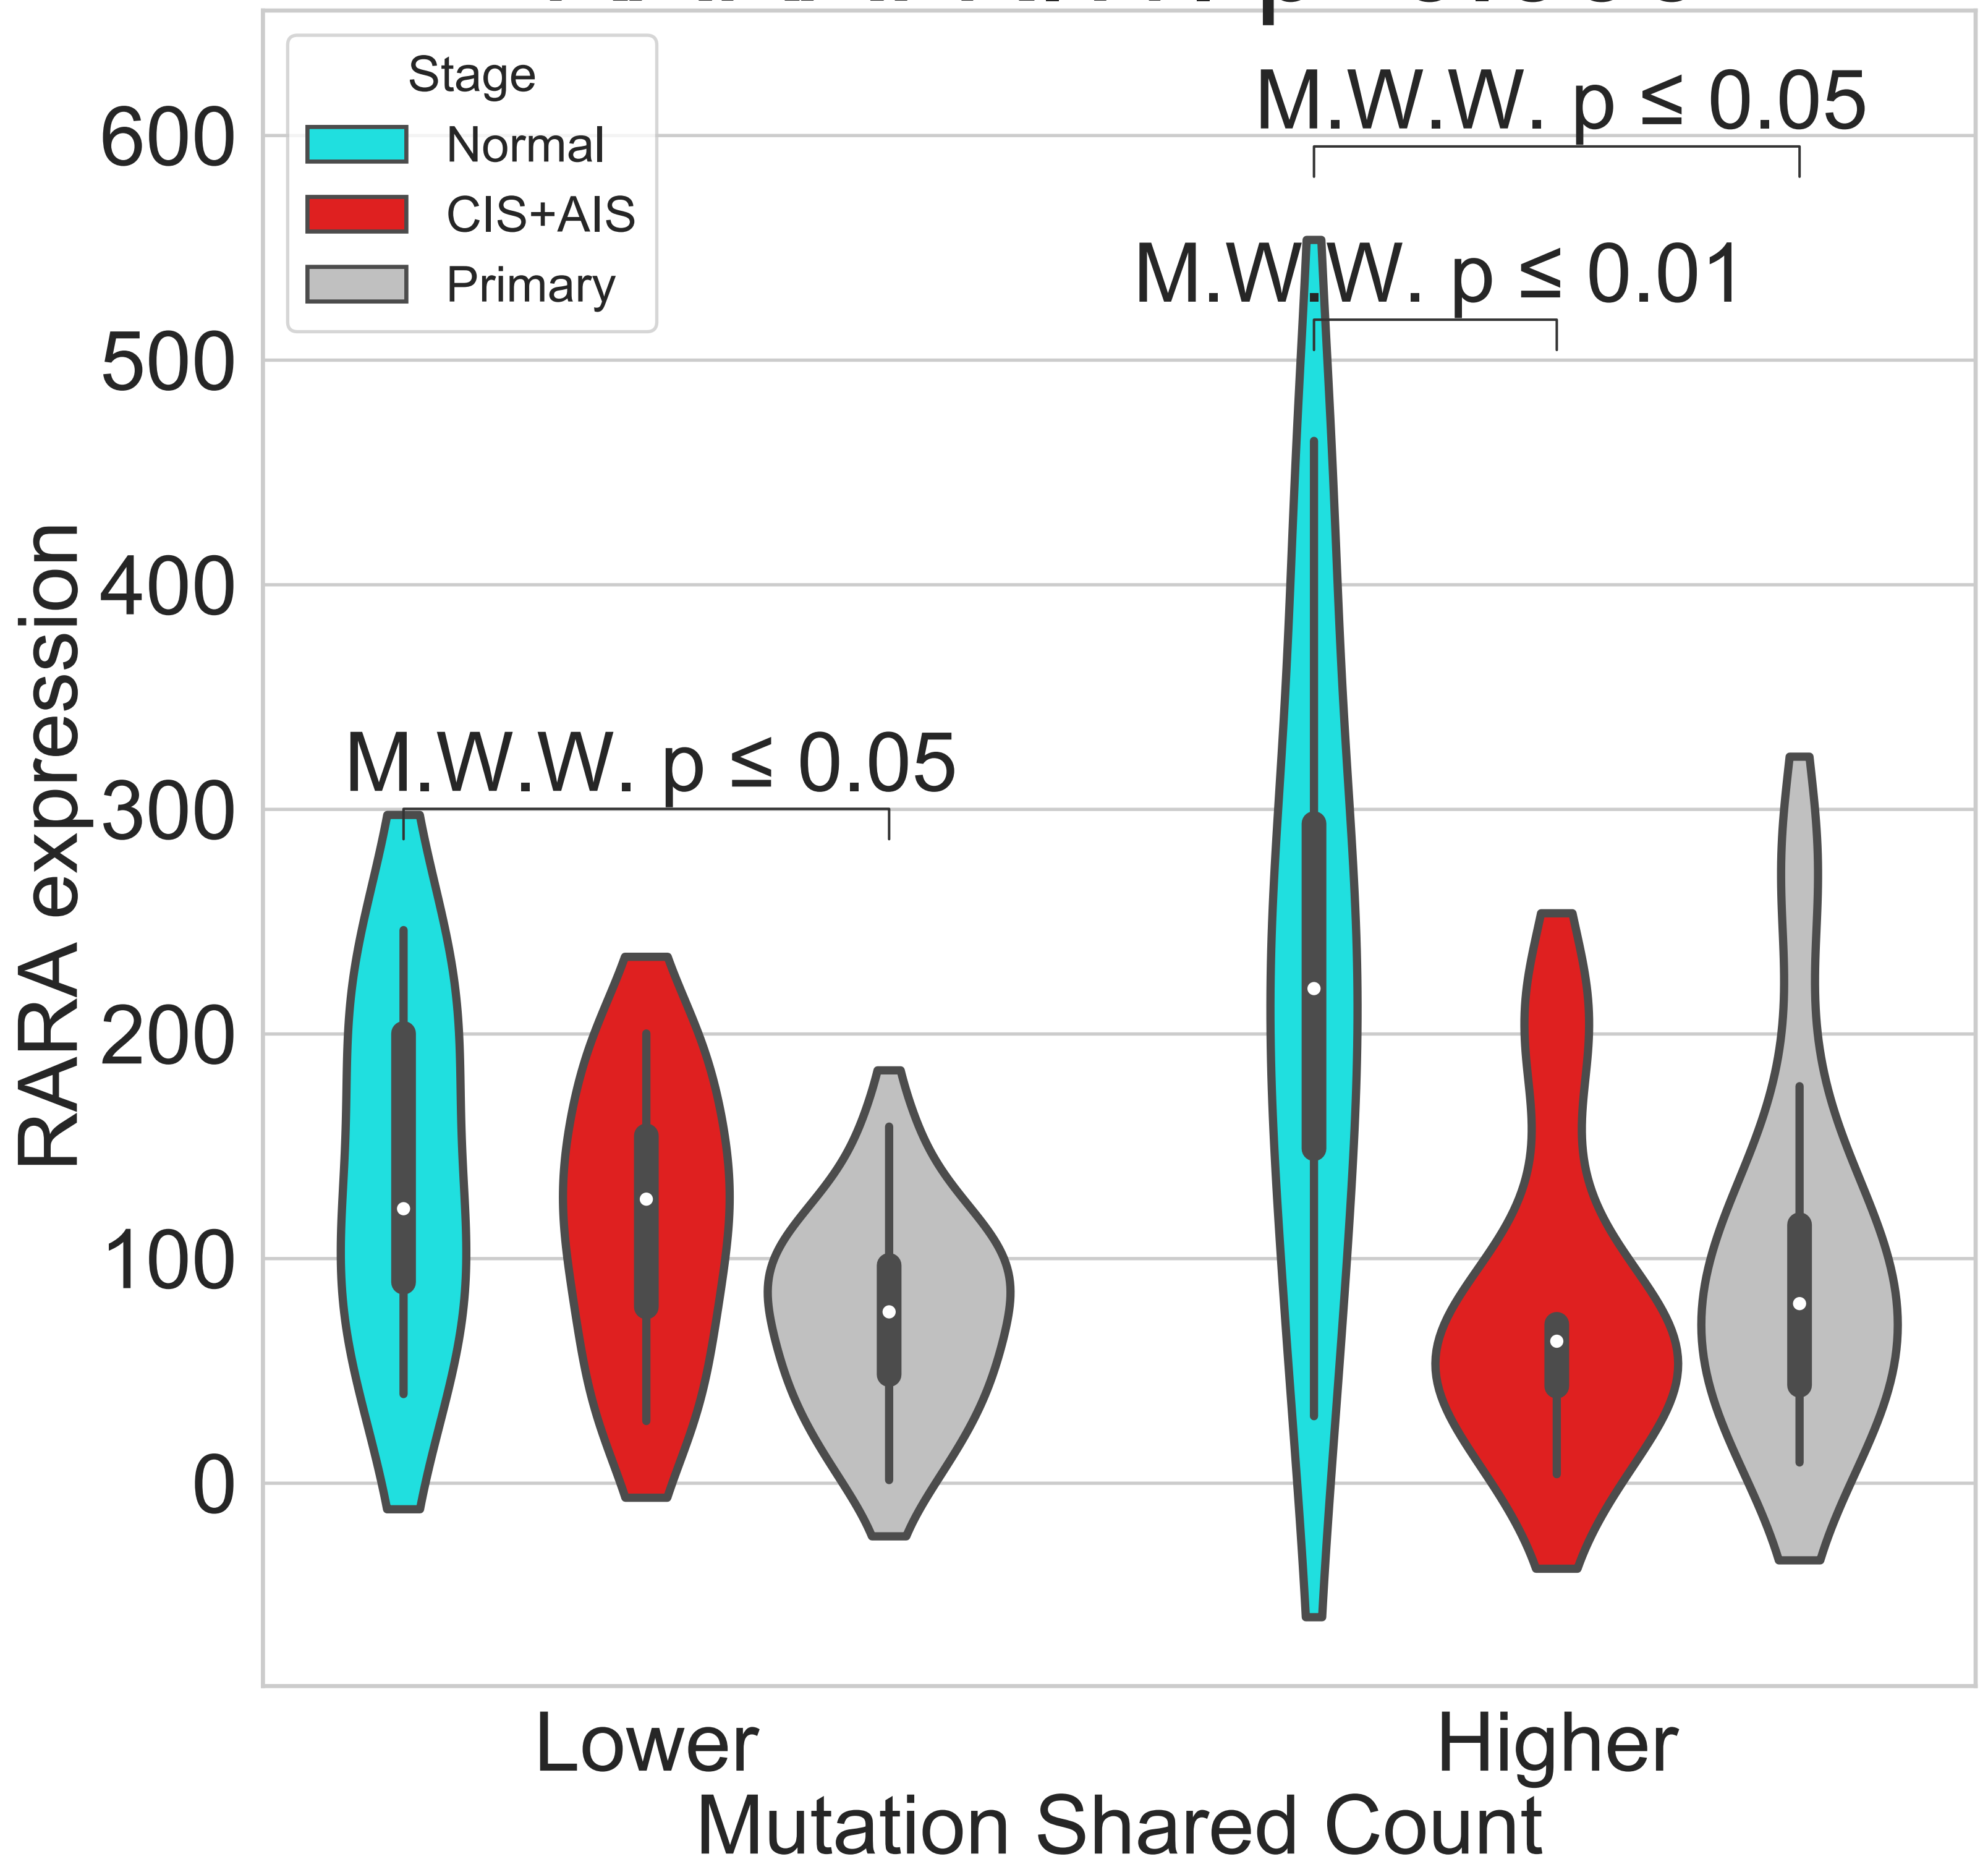 Stage
Normal
CIS+AIS
Primary
M.W.W. p ≤ 0.05
M.W.W. p ≤ 0.01
M.W.W. p ≤ 0.05
600
500
400
300
200
100
0
RARA expression
Lower
Higher
Mutation Shared Count